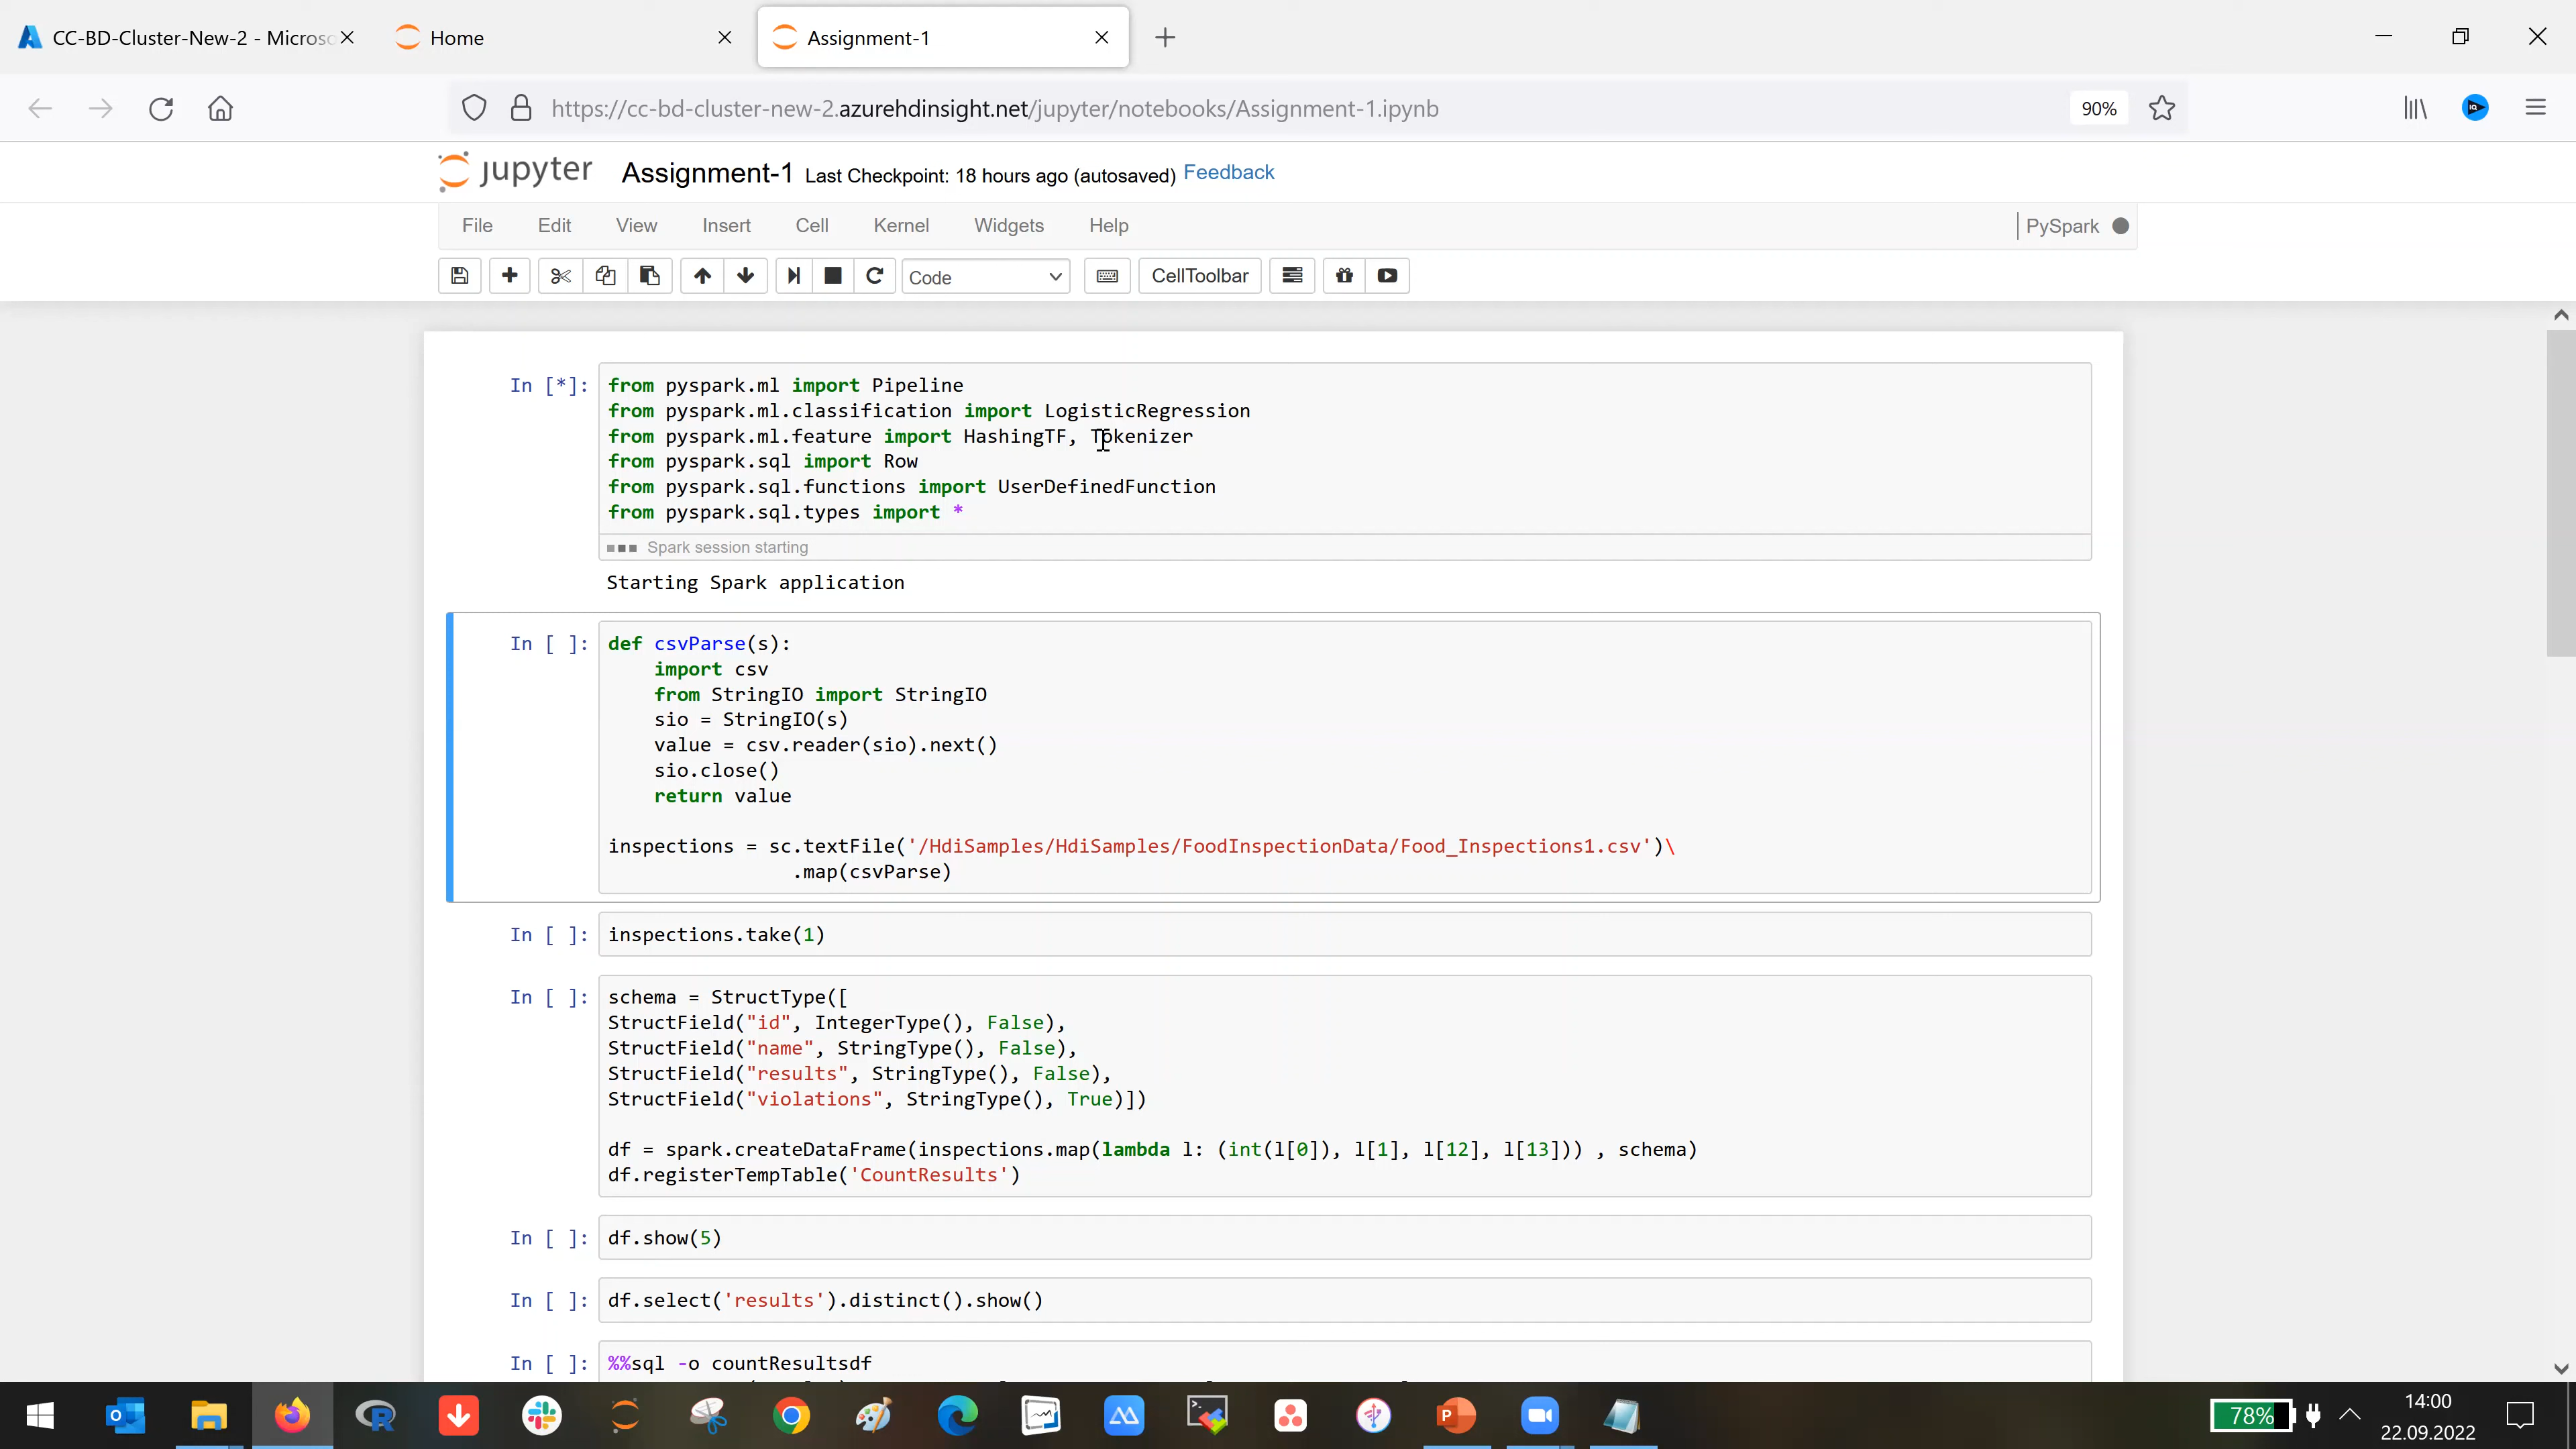 CC-BD-Cluster-New-2 - Microso
Home
Assignment-1
https://cc-bd-cluster-new-2.azurehdinsight.net/jupyter/notebooks/Assignment-1.ipynb
90%
jupyter
Assignment-1 Last Checkpoint: 18 hours ago (autosaved) Feedback
File Edit View Insert Cell Kernel Widgets Help
PySpark
Code
CellToolbar
In [*]:
from pyspark.ml import Pipeline
from pyspark.ml.classification import LogisticRegression
from pyspark.ml.feature import HashingTF, Tokenizer
from pyspark.sql import Row
from pyspark.sql.functions import UserDefinedFunction
from pyspark.sql.types import *
Spark session starting
Starting Spark application
In [ ]:
def csvParse(s):
    import csv
    from StringIO import StringIO
    sio = StringIO(s)
    value = csv.reader(sio).next()
    sio.close()
    return value
inspections = sc.textFile('/HdiSamples/HdiSamples/FoodInspectionData/Food_Inspections1.csv')\
                .map(csvParse)
In [ ]:
inspections.take(1)
In [ ]:
schema = StructType([
StructField("id", IntegerType(), False),
StructField("name", StringType(), False),
StructField("results", StringType(), False),
StructField("violations", StringType(), True)])
df = spark.createDataFrame(inspections.map(lambda l: (int(l[0]), l[1], l[12], l[13])) , schema)
df.registerTempTable('CountResults')
In [ ]:
df.show(5)
In [ ]:
df.select('results').distinct().show()
In [ ]:
%%sql -o countResultsdf
78%
14:00
22.09.2022